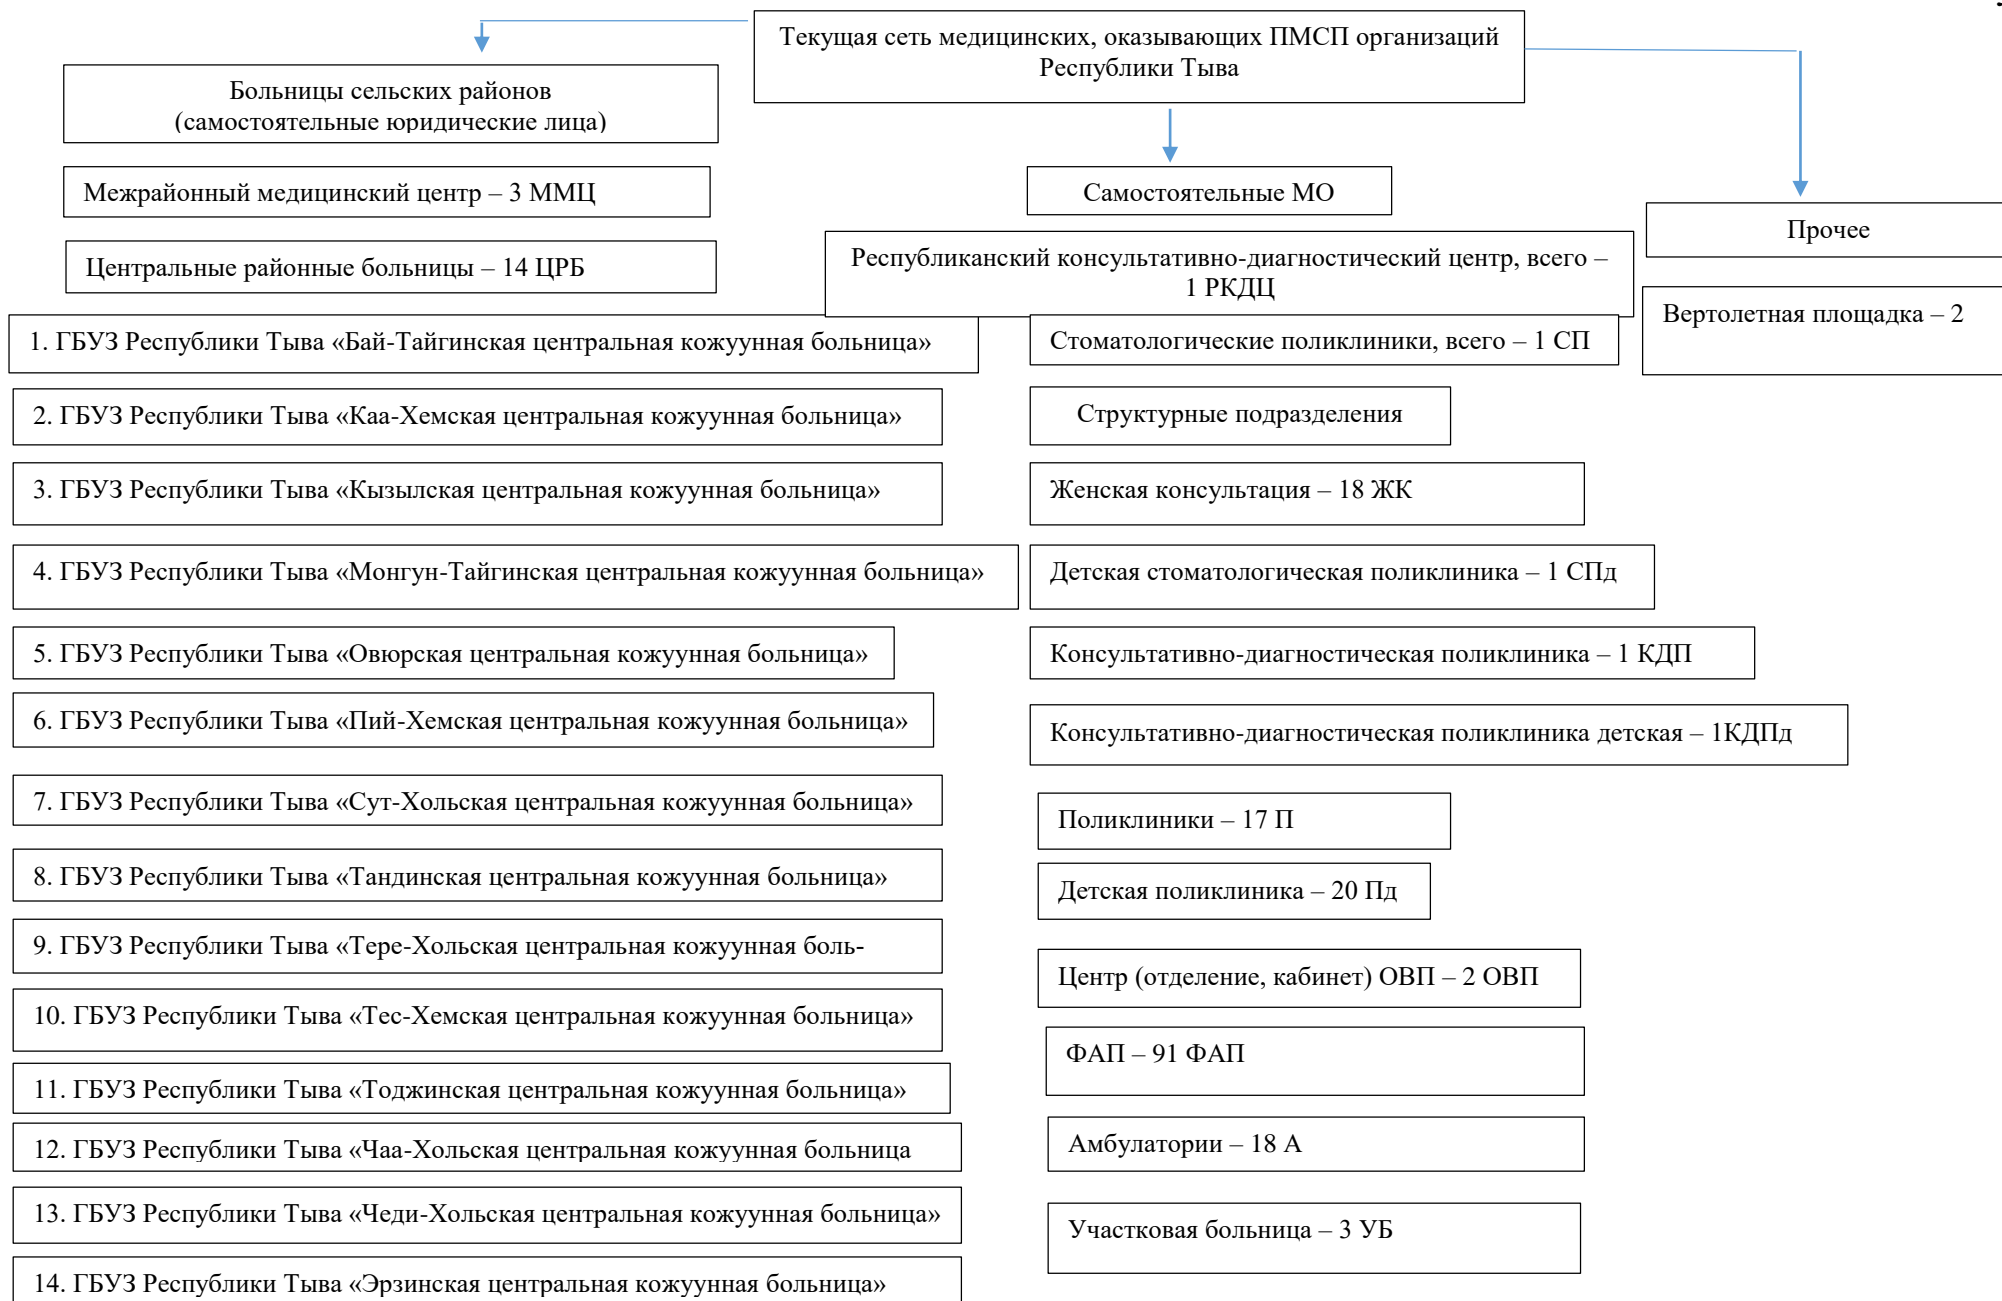 Текущая сеть медицинских, оказывающих ПМСП организаций
Республики Тыва
Больницы сельских районов
(самостоятельные юридические лица)
Межрайонный медицинский центр – 3 ММЦ
Центральные районные больницы – 14 ЦРБ
1. ГБУЗ Республики Тыва «Бай-Тайгинская центральная кожуунная больница»
2. ГБУЗ Республики Тыва «Каа-Хемская центральная кожуунная больница»
3. ГБУЗ Республики Тыва «Кызылская центральная кожуунная больница»
4. ГБУЗ Республики Тыва «Монгун-Тайгинская центральная кожуунная больница»
5. ГБУЗ Республики Тыва «Овюрская центральная кожуунная больница»
6. ГБУЗ Республики Тыва «Пий-Хемская центральная кожуунная больница»
7. ГБУЗ Республики Тыва «Сут-Хольская центральная кожуунная больница»
8. ГБУЗ Республики Тыва «Тандинская центральная кожуунная больница»
9. ГБУЗ Республики Тыва «Тере-Хольская центральная кожуунная боль-
10. ГБУЗ Республики Тыва «Тес-Хемская центральная кожуунная больница»
11. ГБУЗ Республики Тыва «Тоджинская центральная кожуунная больница»
12. ГБУЗ Республики Тыва «Чаа-Хольская центральная кожуунная больница
13. ГБУЗ Республики Тыва «Чеди-Хольская центральная кожуунная больница»
14. ГБУЗ Республики Тыва «Эрзинская центральная кожуунная больница»
Самостоятельные МО
Республиканский консультативно-диагностический центр, всего –
1 РКДЦ
Стоматологические поликлиники, всего – 1 СП
Структурные подразделения
Женская консультация – 18 ЖК
Детская стоматологическая поликлиника – 1 СПд
Консультативно-диагностическая поликлиника – 1 КДП
Консультативно-диагностическая поликлиника детская – 1КДПд
Поликлиники – 17 П
Детская поликлиника – 20 Пд
Центр (отделение, кабинет) ОВП – 2 ОВП
ФАП – 91 ФАП
Амбулатории – 18 А
Участковая больница – 3 УБ
Прочее
Вертолетная площадка – 2